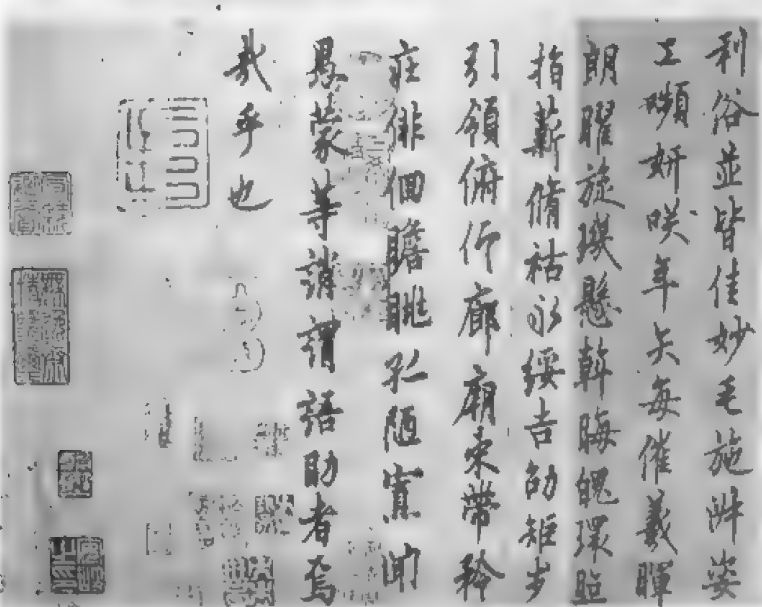 利俗並皆佳妙毛施淑姿
工嚬妍咲年矢每催羲暉
朗曜旋璣懸斡晦魄環照
指薪脩祜永綏吉劭矩步
引領俯仰廊廟束帶矜
莊徘徊瞻眺孤陋寡聞
愚蒙等誚謂語助者焉
哉乎也